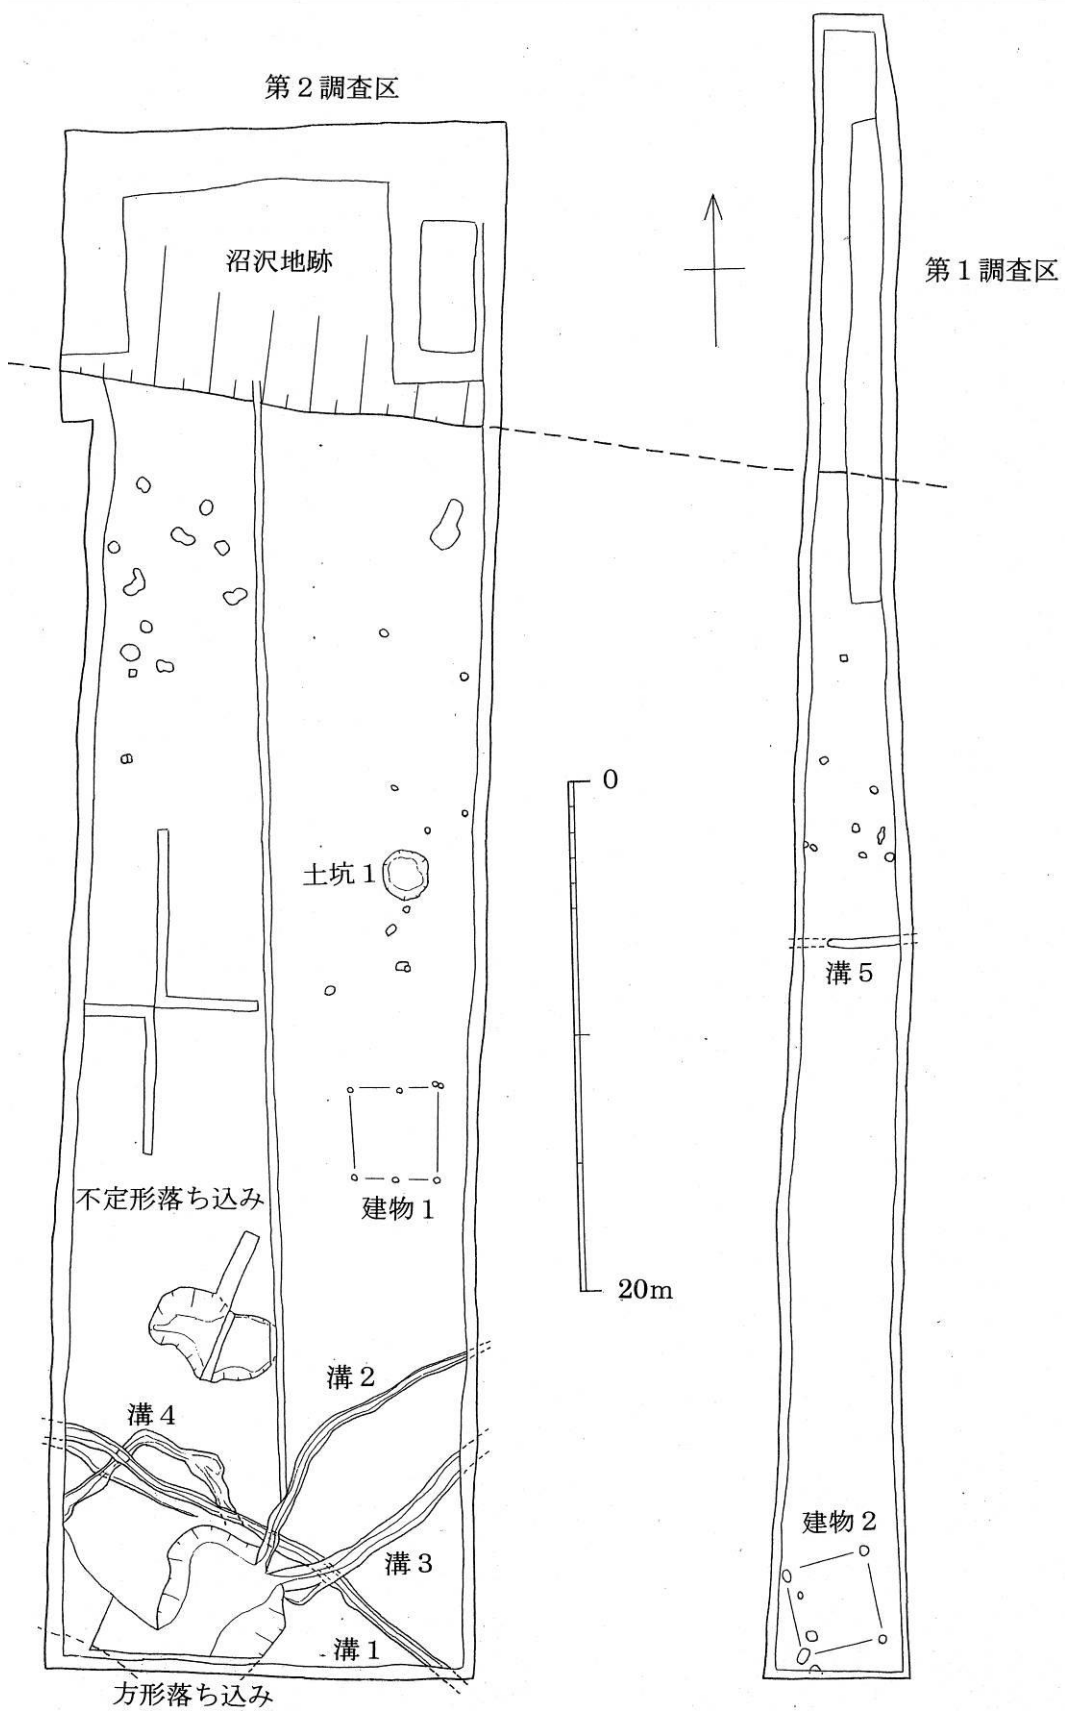 第２調査区
沼沢地跡
第１調査区
0
土坑１
溝５
建物１
不定形落ち込み
20m
溝２
溝４
建物２
溝３
溝１
方形落ち込み